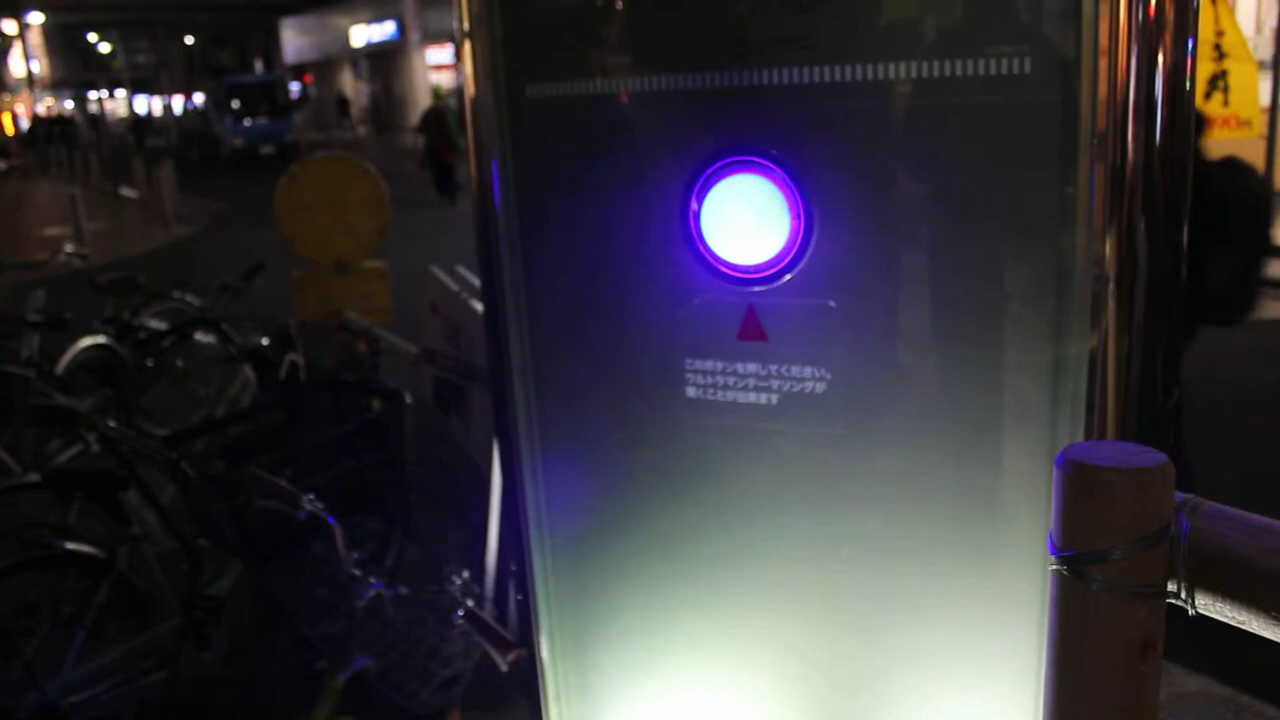 このボタンを押してください。
ウルトラマンテーマソングが
聞くことが出来ます